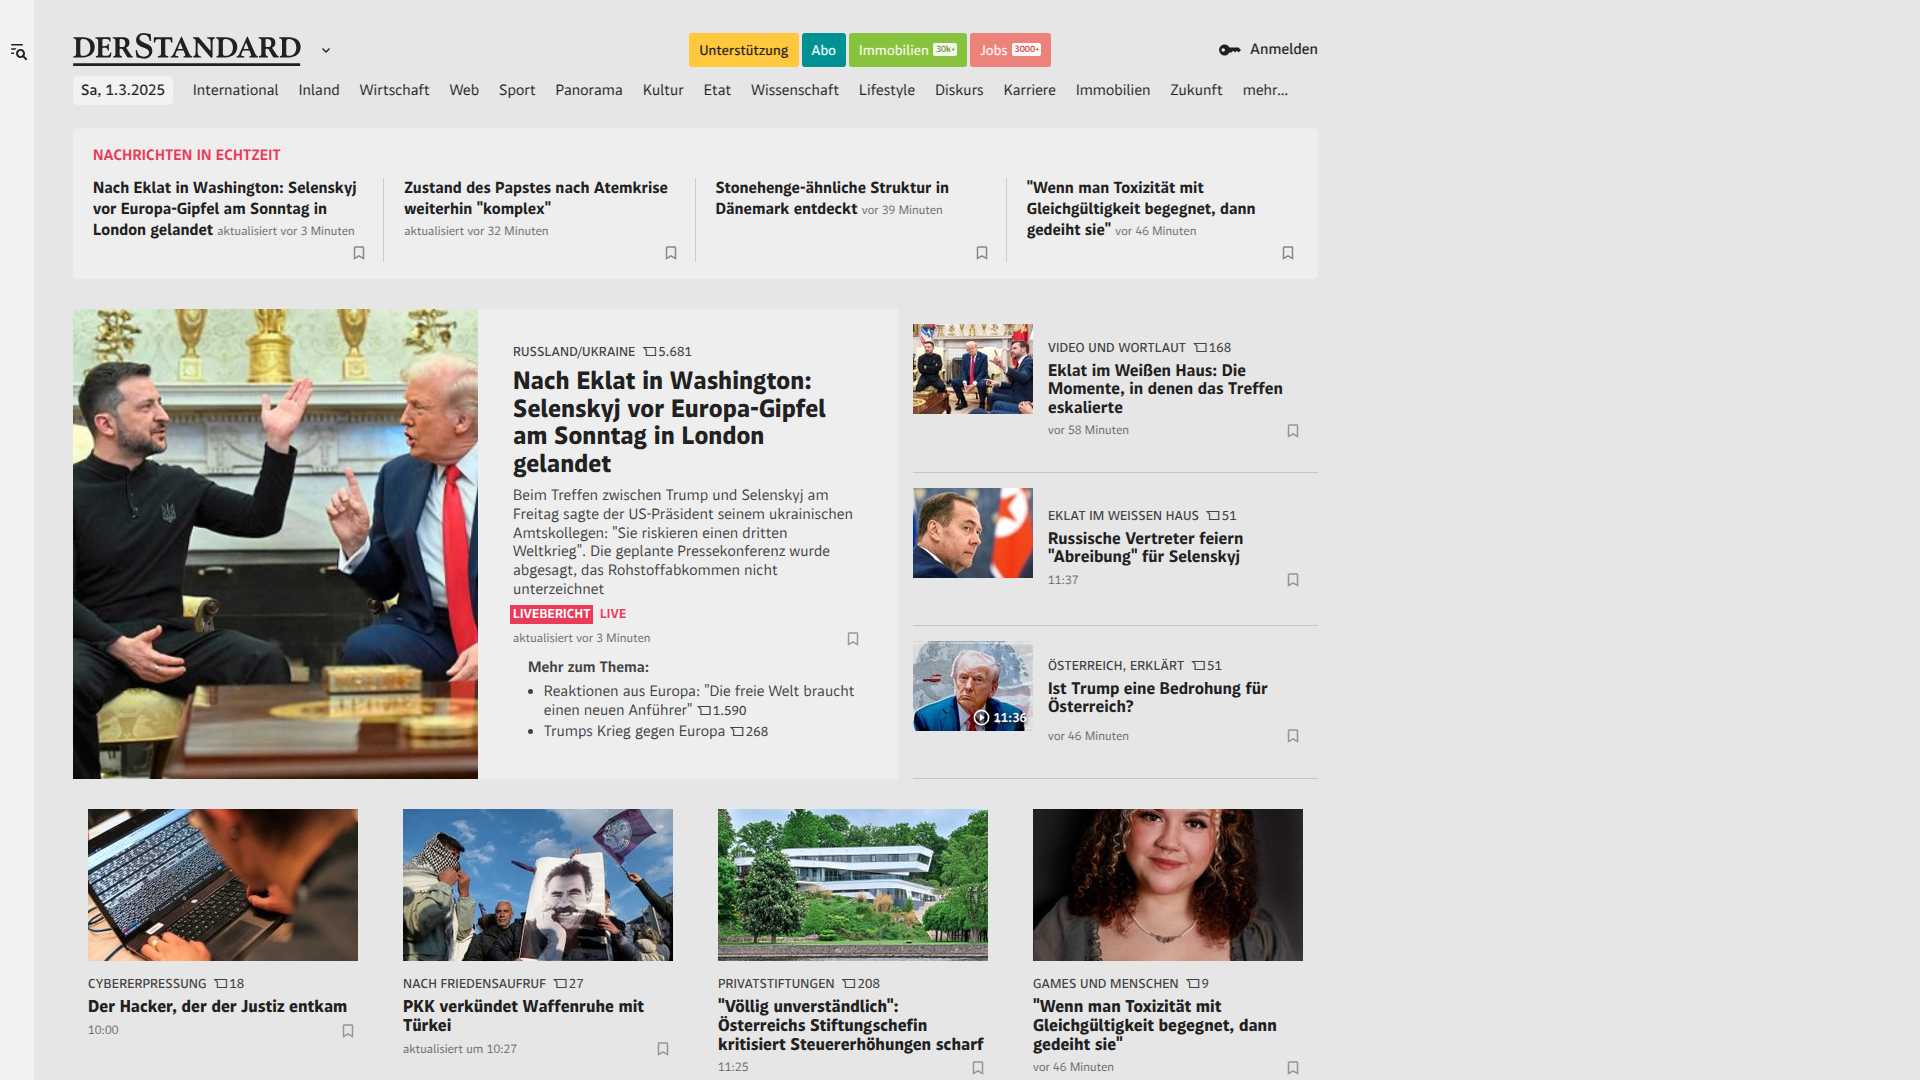 DERSTANDARD
Unterstützung
Abo
Immobilien 30k+
Jobs 3000+
Anmelden
Sa, 1.3.2025
International
Inland
Wirtschaft
Web
Sport
Panorama
Kultur
Etat
Wissenschaft
Lifestyle
Diskurs
Karriere
Immobilien
Zukunft
mehr...
NACHRICHTEN IN ECHTZEIT
Nach Eklat in Washington: Selenskyj
vor Europa-Gipfel am Sonntag in
London gelandet aktualisiert vor 3 Minuten
Zustand des Papstes nach Atemkrise
weiterhin "komplex"
aktualisiert vor 32 Minuten
Stonehenge-ähnliche Struktur in
Dänemark entdeckt vor 39 Minuten
"Wenn man Toxizität mit
Gleichgültigkeit begegnet, dann
gedeiht sie" vor 46 Minuten
RUSSLAND/UKRAINE 5.681
Nach Eklat in Washington:
Selenskyj vor Europa-Gipfel
am Sonntag in London
gelandet
Beim Treffen zwischen Trump und Selenskyj am
Freitag sagte der US-Präsident seinem ukrainischen
Amtskollegen: "Sie riskieren einen dritten
Weltkrieg". Die geplante Pressekonferenz wurde
abgesagt, das Rohstoffabkommen nicht
unterzeichnet
LIVEBERICHT LIVE
aktualisiert vor 3 Minuten
Mehr zum Thema:
• Reaktionen aus Europa: "Die freie Welt braucht
einen neuen Anführer" 1.590
• Trumps Krieg gegen Europa 268
VIDEO UND WORTLAUT 168
Eklat im Weißen Haus: Die
Momente, in denen das Treffen
eskalierte
vor 58 Minuten
EKLAT IM WEISSEN HAUS 51
Russische Vertreter feiern
"Abreibung" für Selenskyj
11:37
11:36
ÖSTERREICH, ERKLÄRT 51
Ist Trump eine Bedrohung für
Österreich?
vor 46 Minuten
CYBERERPRESSUNG 18
Der Hacker, der der Justiz entkam
10:00
NACH FRIEDENSAUFRUF 27
PKK verkündet Waffenruhe mit
Türkei
aktualisiert um 10:27
PRIVATSTIFTUNGEN 208
"Völlig unverständlich":
Österreichs Stiftungschefin
kritisiert Steuererhöhungen scharf
11:25
GAMES UND MENSCHEN 9
"Wenn man Toxizität mit
Gleichgültigkeit begegnet, dann
gedeiht sie"
vor 46 Minuten